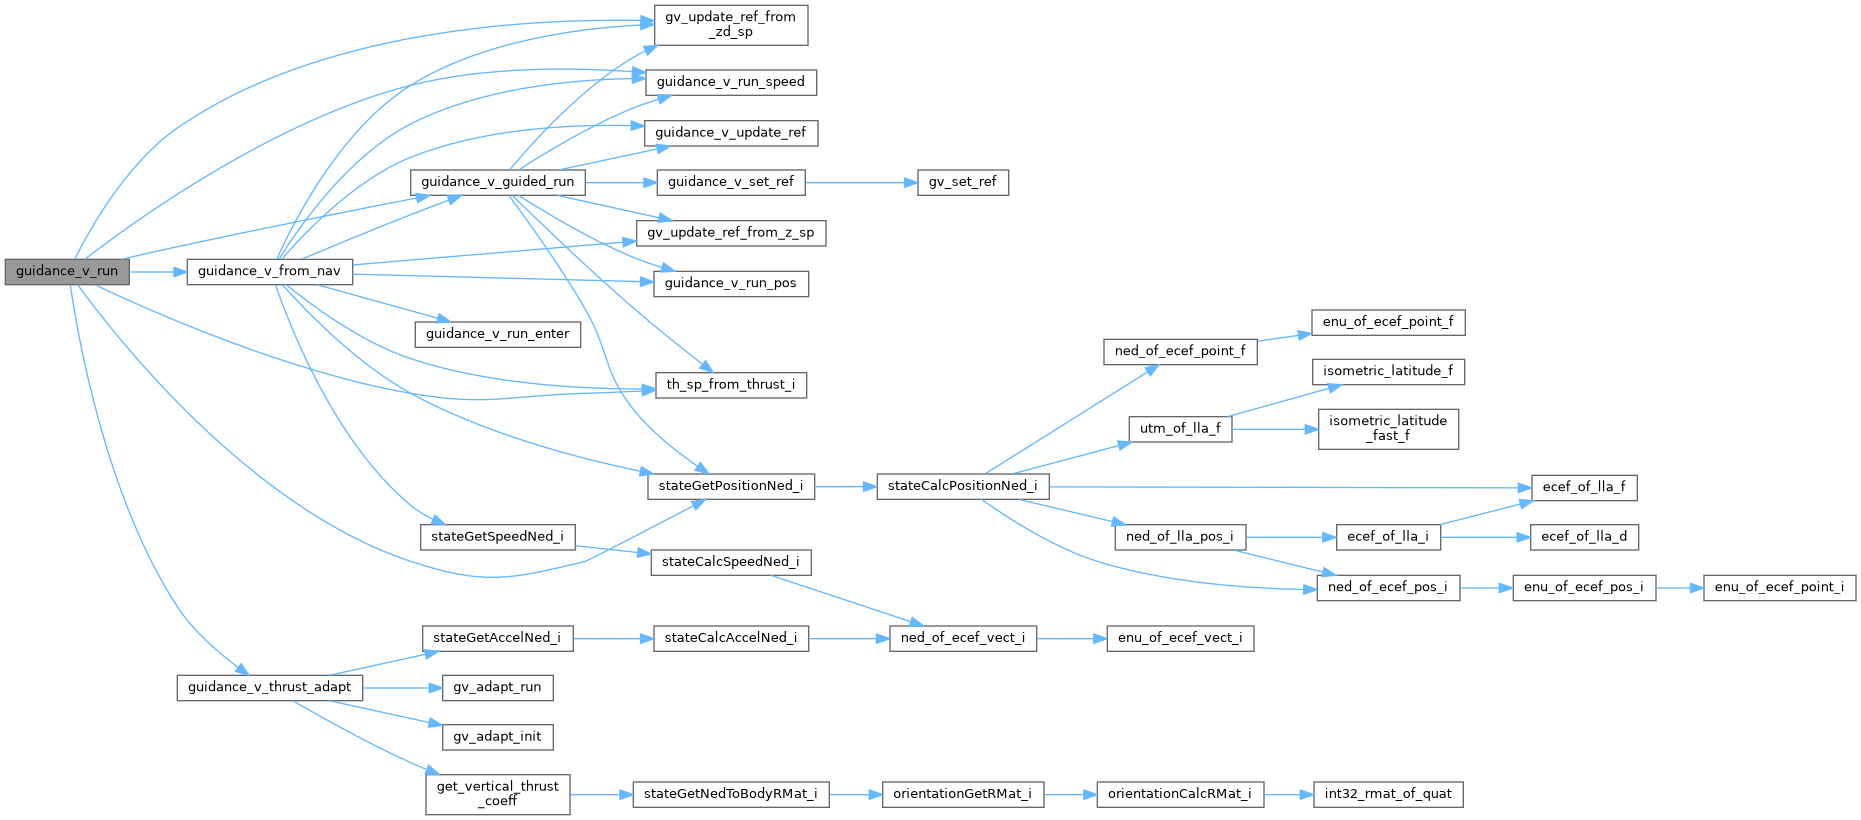 gv_update_ref_from
_zd_sp
guidance_v_run_speed
guidance_v_update_ref
guidance_v_guided_run
guidance_v_set_ref
gv_set_ref
gv_update_ref_from_z_sp
guidance_v_run
guidance_v_from_nav
guidance_v_run_pos
guidance_v_run_enter
enu_of_ecef_point_f
ned_of_ecef_point_f
isometric_latitude_f
th_sp_from_thrust_i
utm_of_lla_f
isometric_latitude
_fast_f
stateGetPositionNed_i
stateCalcPositionNed_i
ecef_of_lla_f
stateGetSpeedNed_i
ned_of_lla_pos_i
ecef_of_lla_i
ecef_of_lla_d
stateCalcSpeedNed_i
ned_of_ecef_pos_i
enu_of_ecef_pos_i
enu_of_ecef_point_i
stateGetAccelNed_i
stateCalcAccelNed_i
ned_of_ecef_vect_i
enu_of_ecef_vect_i
guidance_v_thrust_adapt
gv_adapt_run
gv_adapt_init
get_vertical_thrust
_coeff
stateGetNedToBodyRMat_i
orientationGetRMat_i
orientationCalcRMat_i
int32_rmat_of_quat